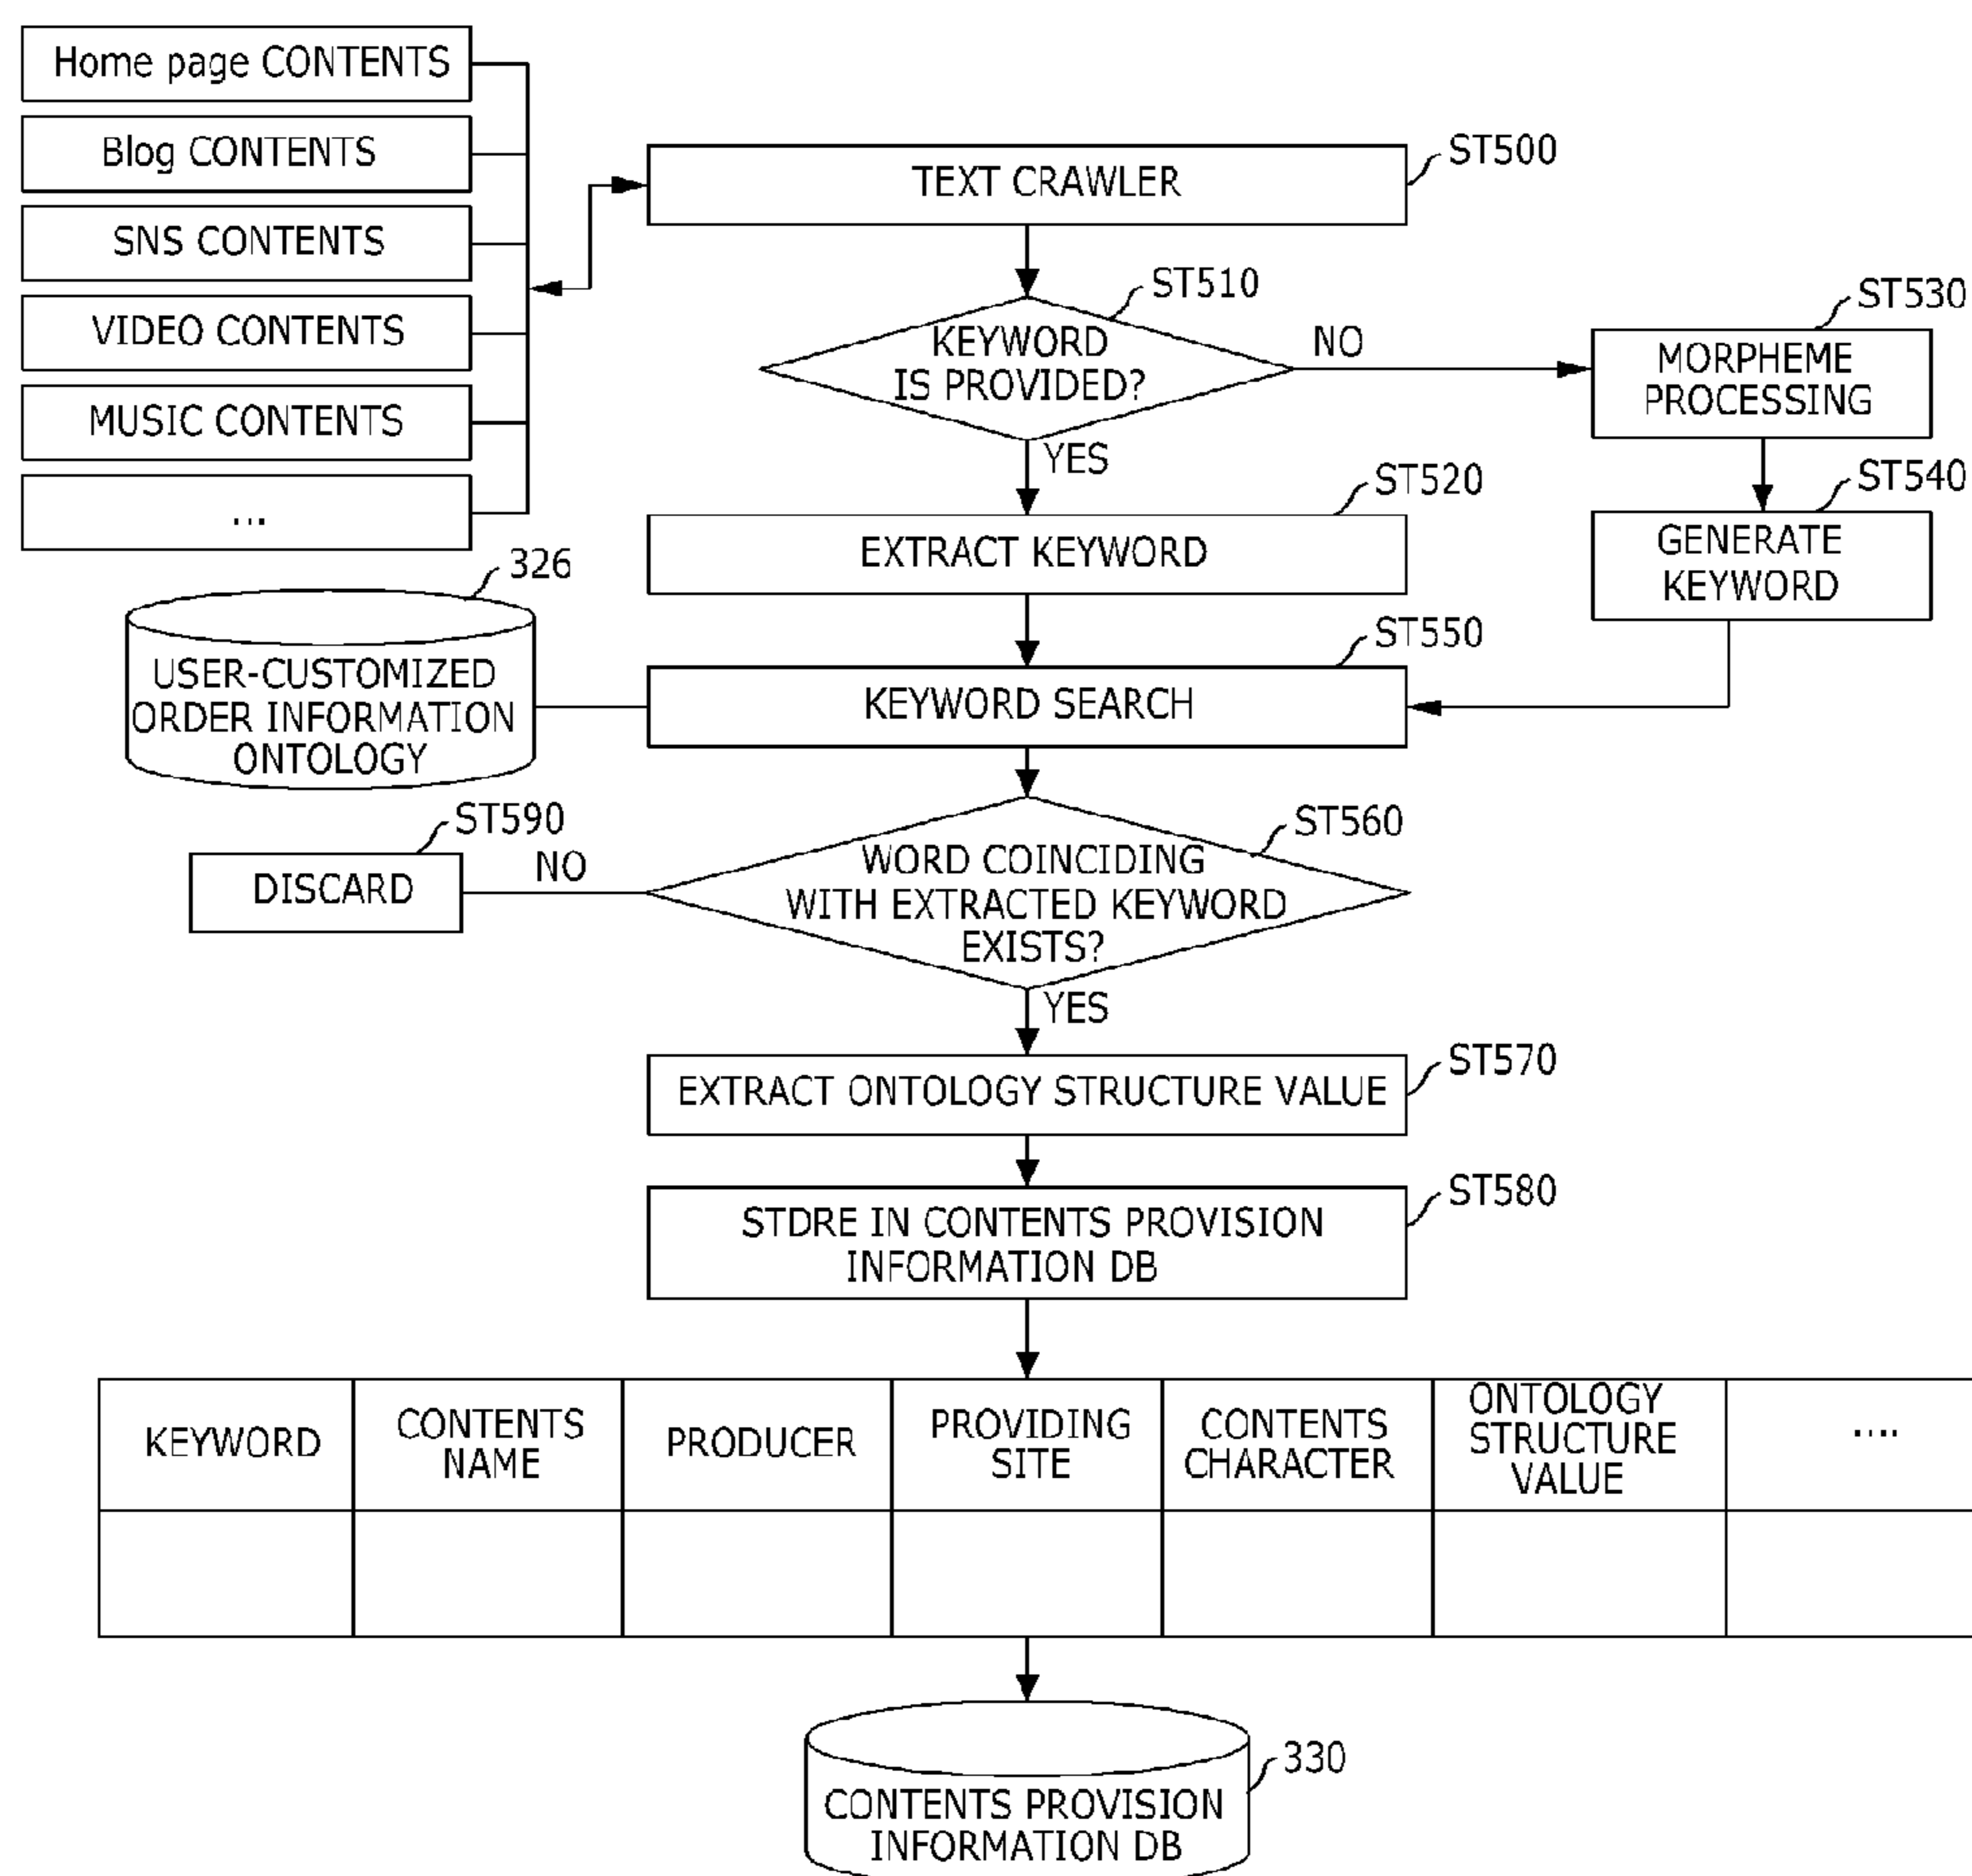 Home page CONTENTS
Blog CONTENTS
SNS CONTENTS
VIDEO CONTENTS
MUSIC CONTENTS
...
TEXT CRAWLER
ST500
KEYWORD
IS PROVIDED?
ST510
NO
YES
MORPHEME
PROCESSING
ST530
EXTRACT KEYWORD
ST520
GENERATE
KEYWORD
ST540
326
USER-CUSTOMIZED
ORDER INFORMATION
ONTOLOGY
KEYWORD SEARCH
ST550
ST590
DISCARD
NO
WORD COINCIDING
WITH EXTRACTED KEYWORD
EXISTS?
ST560
YES
EXTRACT ONTOLOGY STRUCTURE VALUE
ST570
STDRE IN CONTENTS PROVISION
INFORMATION DB
ST580
KEYWORD
CONTENTS
NAME
PRODUCER
PROVIDING
SITE
CONTENTS
CHARACTER
ONTOLOGY
STRUCTURE
VALUE
....
330
CONTENTS PROVISION
INFORMATION DB